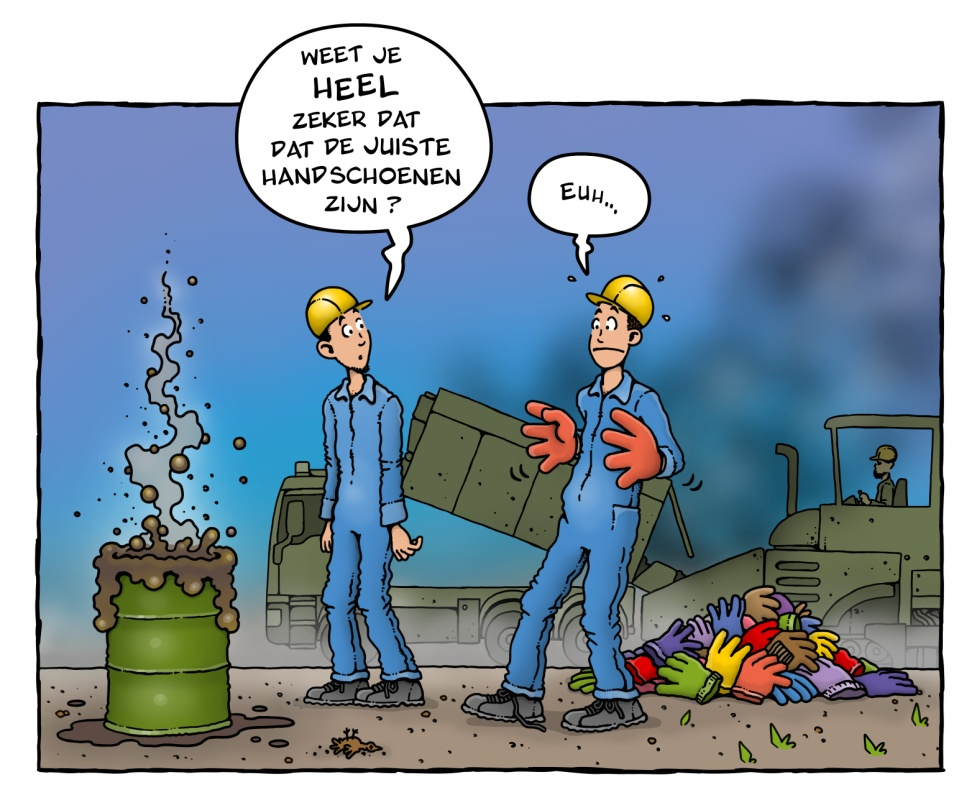 WEET JE
HEEL
ZEKER DAT
DAT DE JUISTE
HANDSCHOENEN
ZIJN ?
EUH...